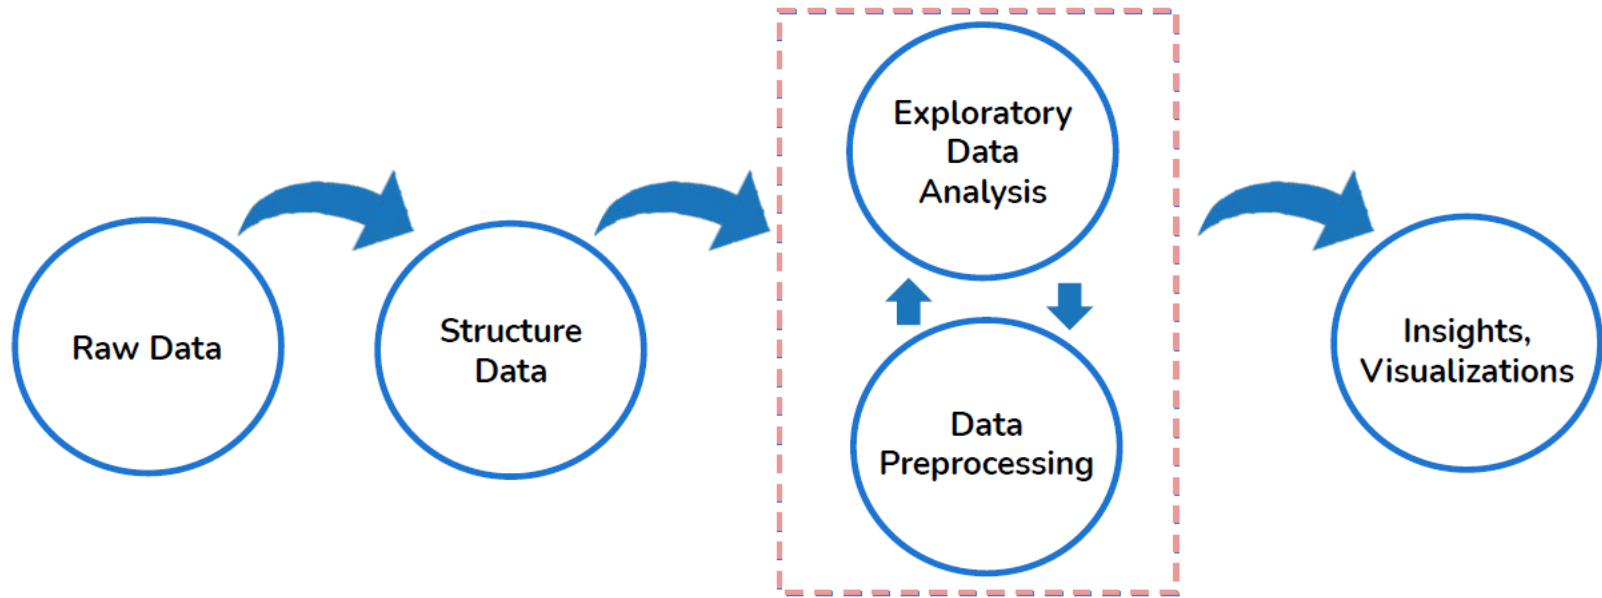 Raw Data
Structure
Data
Exploratory
Data
Analysis
Data
Preprocessing
Insights,
Visualizations